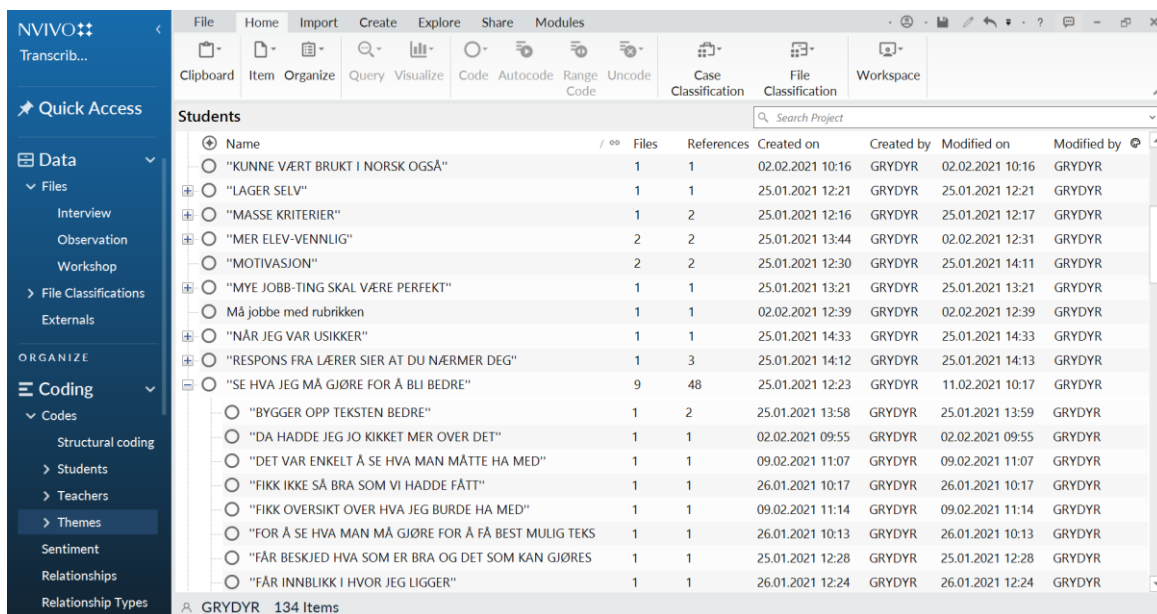 NVIVO
Transcrib...
Quick Access
Data
Files
Interview
Observation
Workshop
File Classifications
Externals
ORGANIZE
Coding
Codes
Structural coding
Students
Teachers
Themes
Sentiment
Relationships
Relationship Types
File Home Import Create Explore Share Modules
Clipboard Item Organize Query Visualize Code Autocode Range Code Uncode Case Classification File Classification Workspace
Students
Search Project
Name Files References Created on Created by Modified on Modified by
"KUNNE VÆRT BRUKT I NORSK OGSÅ" 1 1 02.02.2021 10:16 GRYDYR 02.02.2021 10:16 GRYDYR
"LAGER SELV" 1 1 25.01.2021 12:21 GRYDYR 25.01.2021 12:21 GRYDYR
"MASSE KRITERIER" 1 2 25.01.2021 12:16 GRYDYR 25.01.2021 12:17 GRYDYR
"MER ELEV-VENNLIG" 2 2 25.01.2021 13:44 GRYDYR 02.02.2021 12:31 GRYDYR
"MOTIVASJON" 2 2 25.01.2021 12:30 GRYDYR 25.01.2021 14:11 GRYDYR
"MYE JOBB-TING SKAL VÆRE PERFEKT" 1 1 25.01.2021 13:21 GRYDYR 25.01.2021 13:21 GRYDYR
Må jobbe med rubrikken 1 1 02.02.2021 12:39 GRYDYR 02.02.2021 12:39 GRYDYR
"NÅR JEG VAR USIKKER" 1 1 25.01.2021 14:33 GRYDYR 25.01.2021 14:33 GRYDYR
"RESPONS FRA LÆRER SIER AT DU NÆRMER DEG" 1 3 25.01.2021 14:12 GRYDYR 25.01.2021 14:13 GRYDYR
"SE HVA JEG MÅ GJØRE FOR Å BLI BEDRE" 9 48 25.01.2021 12:23 GRYDYR 11.02.2021 10:17 GRYDYR
"BYGGER OPP TEKSTEN BEDRE" 1 2 25.01.2021 13:58 GRYDYR 25.01.2021 13:59 GRYDYR
"DA HADDE JEG JO KIKKET MER OVER DET" 1 1 02.02.2021 09:55 GRYDYR 02.02.2021 09:55 GRYDYR
"DET VAR ENKELT Å SE HVA MAN MÅTTE HA MED" 1 1 09.02.2021 11:07 GRYDYR 09.02.2021 11:07 GRYDYR
"FIKK IKKE SÅ BRA SOM VI HADDE FÅTT" 1 1 26.01.2021 10:17 GRYDYR 26.01.2021 10:17 GRYDYR
"FIKK OVERSIKT OVER HVA JEG BURDE HA MED" 1 1 09.02.2021 11:14 GRYDYR 09.02.2021 11:14 GRYDYR
"FOR Å SE HVA MAN MÅ GJØRE FOR Å FÅ BEST MULIG TEKS 1 1 26.01.2021 10:13 GRYDYR 26.01.2021 10:13 GRYDYR
"FÅR BESKJED HVA SOM ER BRA OG DET SOM KAN GJØRES 1 1 25.01.2021 12:28 GRYDYR 25.01.2021 12:28 GRYDYR
"FÅR INNBLIKK I HVOR JEG LIGGER" 1 1 26.01.2021 12:24 GRYDYR 26.01.2021 12:24 GRYDYR
GRYDYR 134 Items